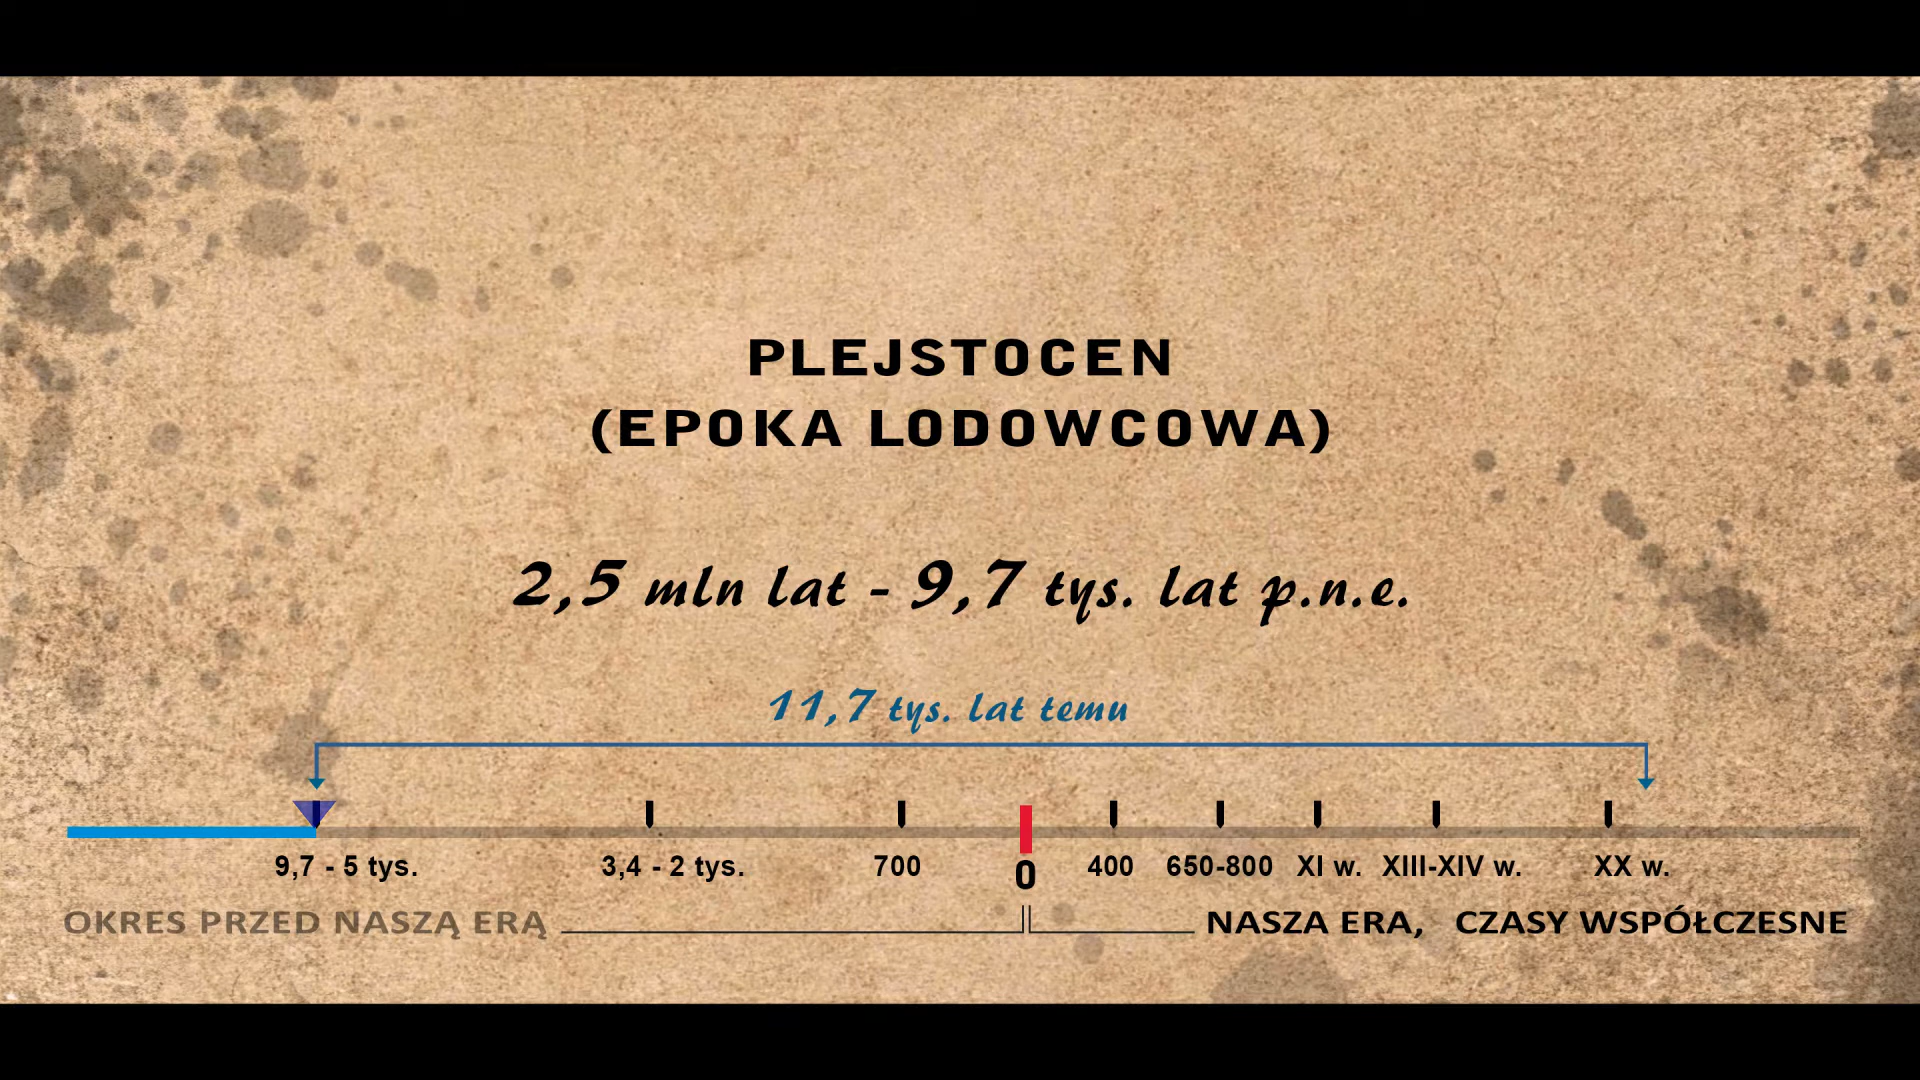 PLEJSTOCEN
(EPOKA LODOWCOWA)
2,5 mln lat - 9,7 tys. lat p.n.e.
11,7 tys. lat temu
9,7 - 5 tys. 3,4 - 2 tys. 700 0 400 650-800 XI w. XIII-XIV w. XX w.
OKRES PRZED NASZĄ ERĄ NASZA ERA, CZASY WSPÓŁCZESNE